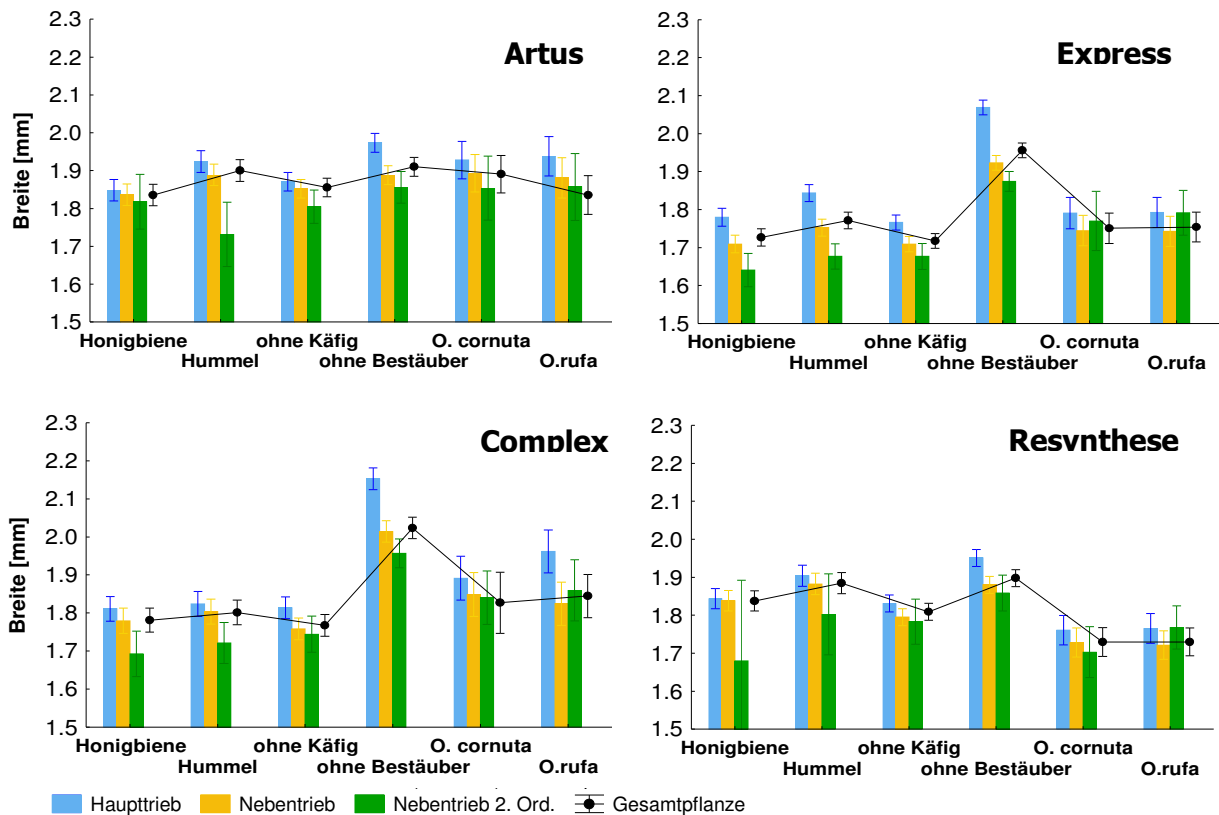 Artus
Breite [mm]
2.3
2.2
2.1
2.0
1.9
1.8
1.7
1.6
1.5
Honigbiene ohne Käfig O. cornuta
Hummel ohne Bestäuber O.rufa
Express
2.3
2.2
2.1
2.0
1.9
1.8
1.7
1.6
1.5
Honigbiene ohne Käfig O. cornuta
Hummel ohne Bestäuber O.rufa
Complex
Breite [mm]
2.3
2.2
2.1
2.0
1.9
1.8
1.7
1.6
1.5
Honigbiene ohne Käfig O. cornuta
Hummel ohne Bestäuber O.rufa
Resynthese
2.3
2.2
2.1
2.0
1.9
1.8
1.7
1.6
1.5
Honigbiene ohne Käfig O. cornuta
Hummel ohne Bestäuber O.rufa
Haupttrieb Nebentrieb Nebentrieb 2. Ord. Gesamtpflanze